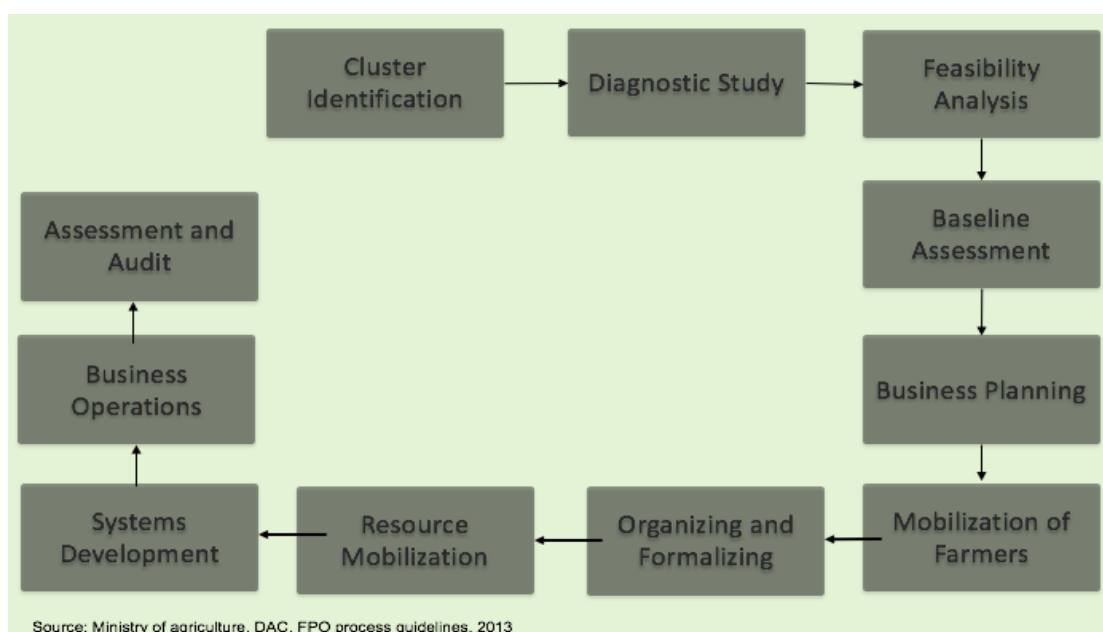 Cluster
Identification
Diagnostic Study
Feasibility
Analysis
Baseline
Assessment
Business Planning
Mobilization of
Farmers
Organizing and
Formalizing
Resource
Mobilization
Systems
Development
Business
Operations
Assessment and
Audit
Source: Ministry of agriculture, DAC, FPO process guidelines, 2013